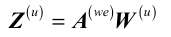 Z^(u) = A^(we) W^(u)